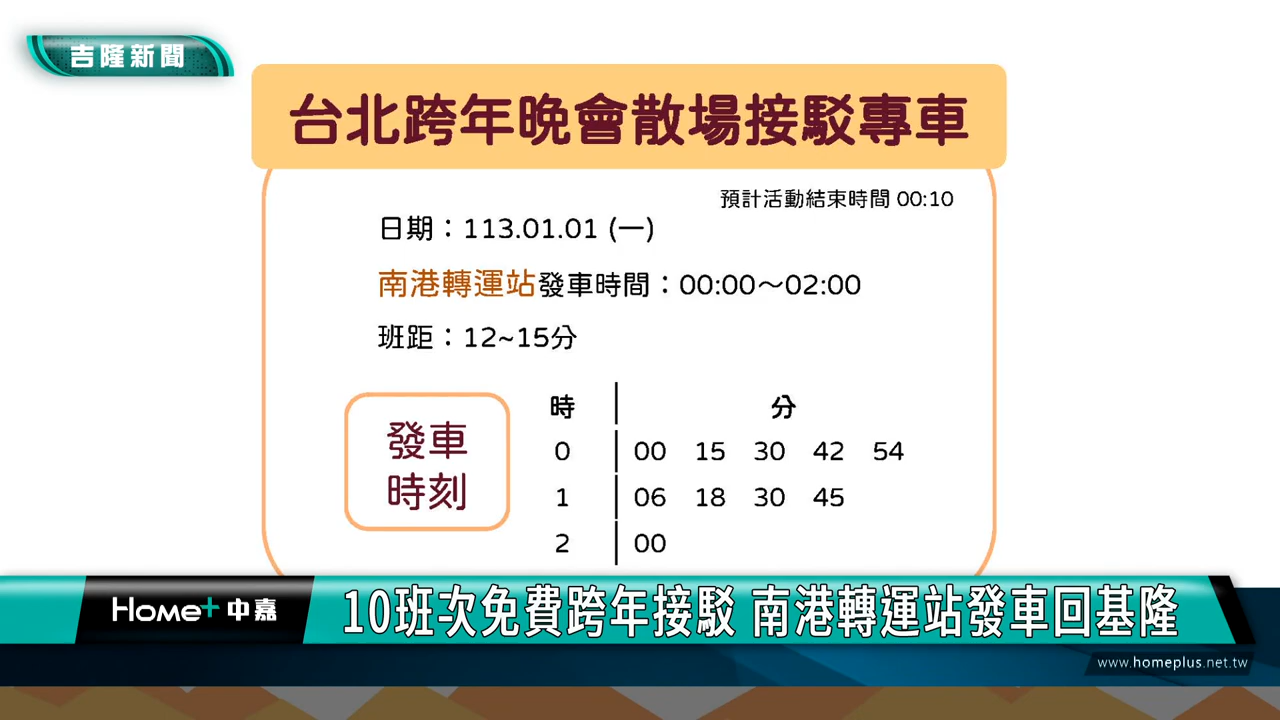 吉隆新聞
台北跨年晚會散場接駁專車
預計活動結束時間 00:10
日期：113.01.01 (一)
南港轉運站發車時間：00:00～02:00
班距：12~15分
發車
時刻
時 分
0 00 15 30 42 54
1 06 18 30 45
2 00
Home+中嘉
10班次免費跨年接駁 南港轉運站發車回基隆
www.homeplus.net.tw